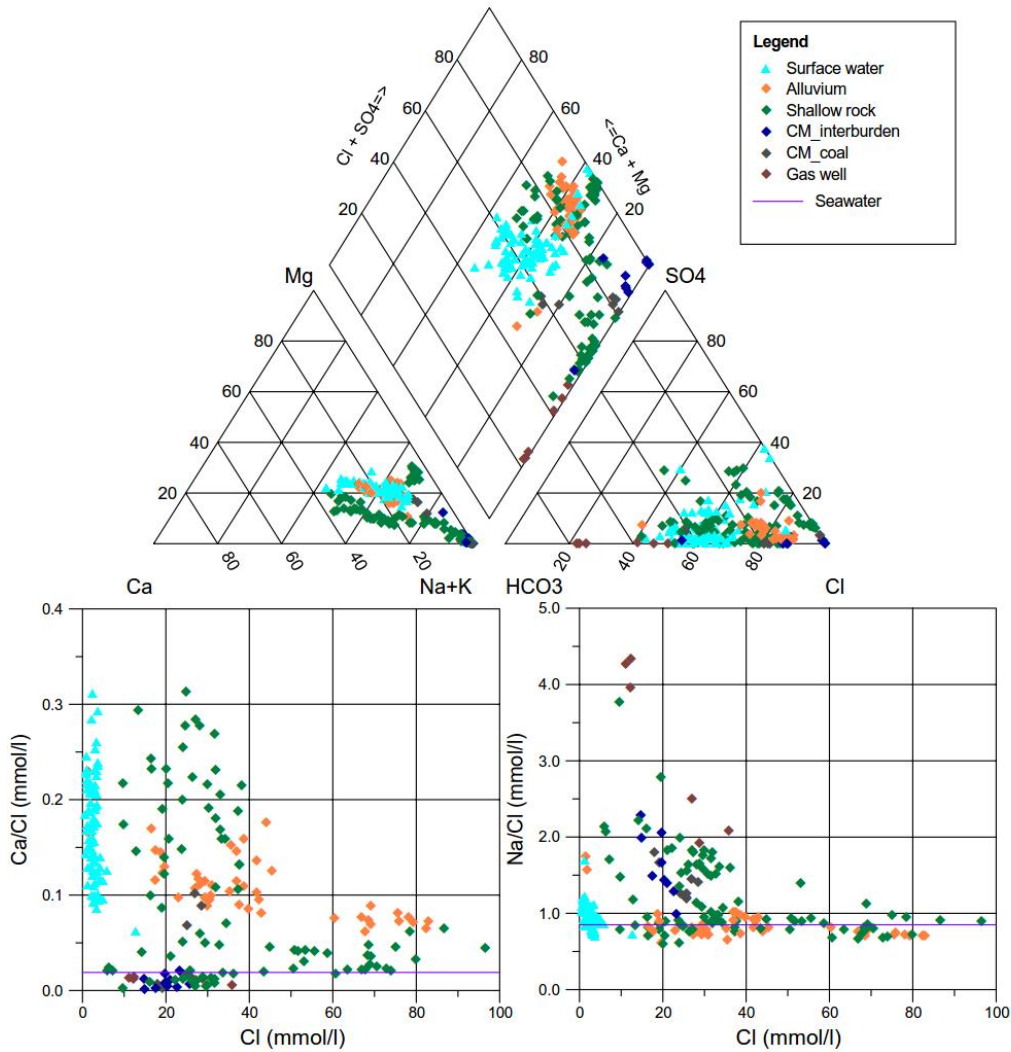 Legend
Surface water
Alluvium
Shallow rock
CM_interburden
CM_coal
Gas well
Seawater
80
80
60
60
40
40
20
20
Cl + SO4=>
<=Ca + Mg
Mg
SO4
80
80
60
60
40
40
20
20
80
60
40
20
20
40
60
80
Ca
Na+K
HCO3
Cl
0.4
0.3
0.2
0.1
0.0
Ca/Cl (mmol/l)
0
20
40
60
80
100
Cl (mmol/l)
5.0
4.0
3.0
2.0
1.0
0.0
Na/Cl (mmol/l)
0
20
40
60
80
100
Cl (mmol/l)